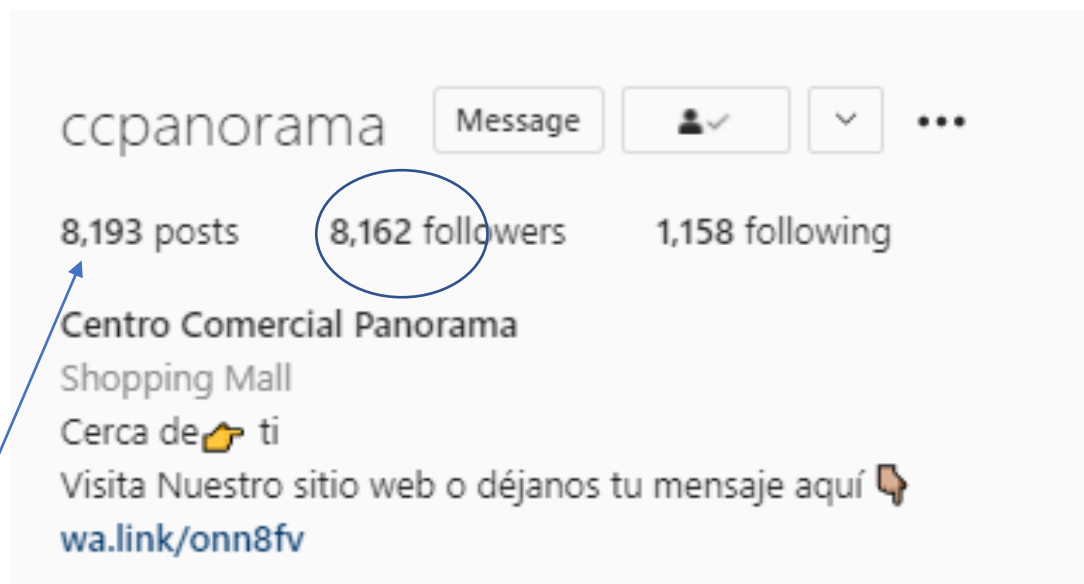 ccpanorama Message
8,193 posts 8,162 followers 1,158 following
Centro Comercial Panorama
Shopping Mall
Cerca de👉 ti
Visita Nuestro sitio web o déjanos tu mensaje aquí 👇🏽
wa.link/onn8fv